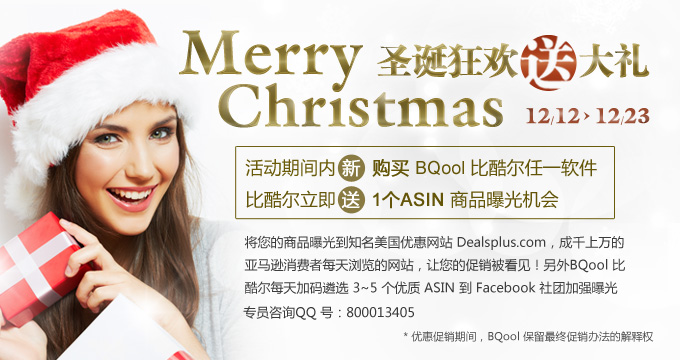 Merry 圣诞狂欢送大礼
Christmas 12/12 > 12/23
活动期间内 新 购买 BQool 比酷尔任一软件
比酷尔立即 送 1个ASIN 商品曝光机会
将您的商品曝光到知名美国优惠网站 Dealsplus.com，成千上万的
亚马逊消费者每天浏览的网站，让您的促销被看见！另外BQool 比
酷尔每天加码遴选 3~5 个优质 ASIN 到 Facebook 社团加强曝光
专员咨询QQ 号：800013405
* 优惠促销期间，BQool 保留最终促销办法的解释权